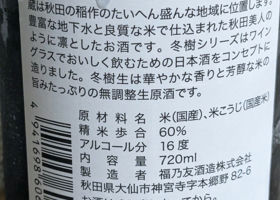 蔵は秋田の稲作のたいへん盛んな地域に位置します。
豊富な地下水と良質な米で仕込まれた秋田美人の
ように凛としたお酒です。冬樹シリーズはワイン
グラスでおいしく飲むための日本酒をコンセプトに
造りました。冬樹生は華やかな香りと芳醇な米の
旨みたっぷりの無調整生原酒です。
原材料名 米(国産)、米こうじ(国産米)
精米歩合 60%
アルコール分 16度
内容量 720ml
製造者 福乃友酒造株式会社
秋田県大仙市神宮寺字本郷野82-6
4941698605